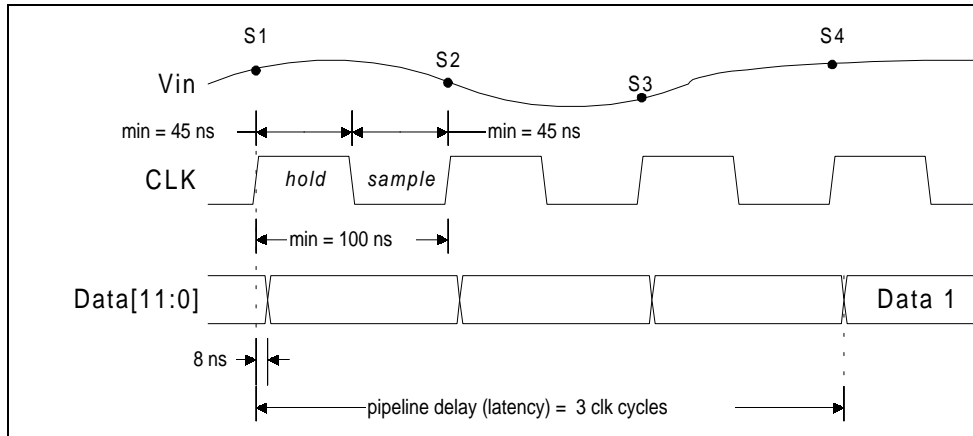 S1
S2
S3
S4
Vin
min = 45 ns
min = 45 ns
CLK
hold
sample
min = 100 ns
Data[11:0]
Data 1
8 ns
pipeline delay (latency) = 3 clk cycles